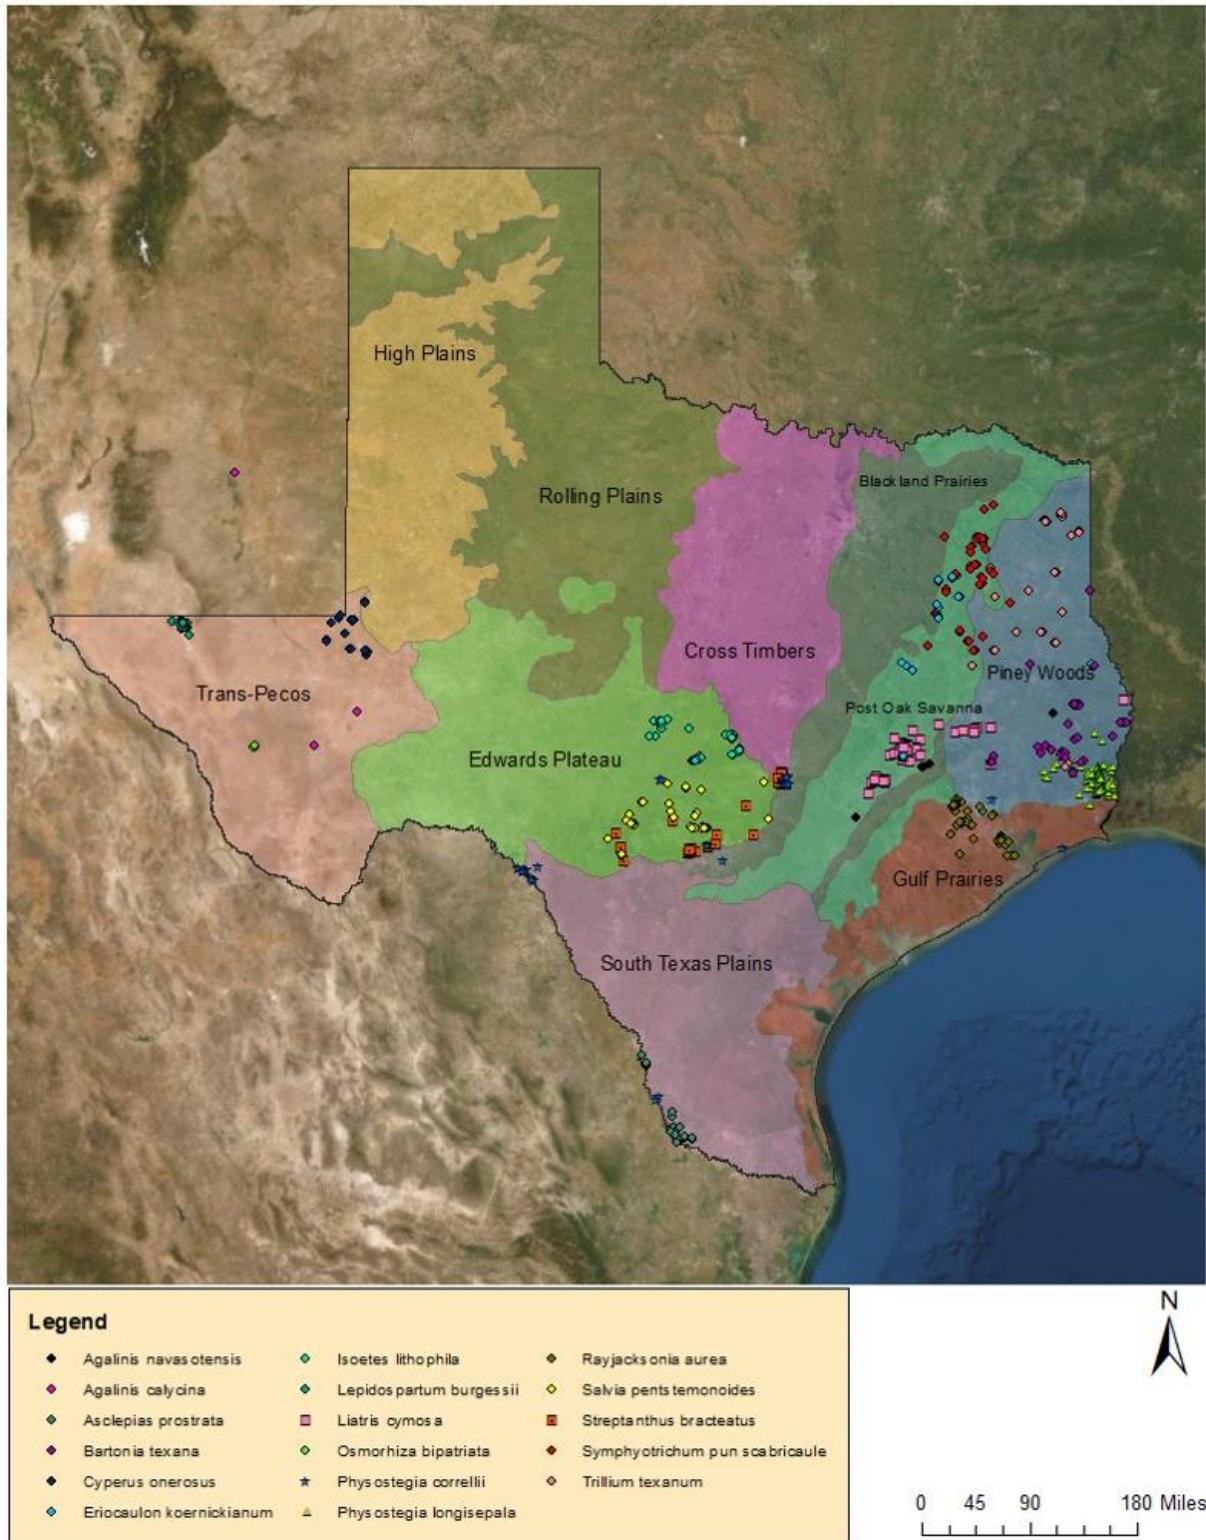 High Plains
Rolling Plains
Blackland Prairies
Cross Timbers
Piney Woods
Trans-Pecos
Post Oak Savanna
Edwards Plateau
Gulf Prairies
South Texas Plains
Legend
Agalinis navasotensis
Agalinis calycina
Asclepias prostrata
Bartonia texana
Cyperus onerosus
Eriocaulon koernickianum
Isoetes lithophila
Lepidospartum burgessii
Liatris cymosa
Osmorhiza bipatriata
Physostegia correllii
Physostegia longisepala
Rayjacksonia aurea
Salvia pentstemonoides
Streptanthus bracteatus
Symphyotrichum pun scabricaule
Trillium texanum
N
0 45 90 180 Miles